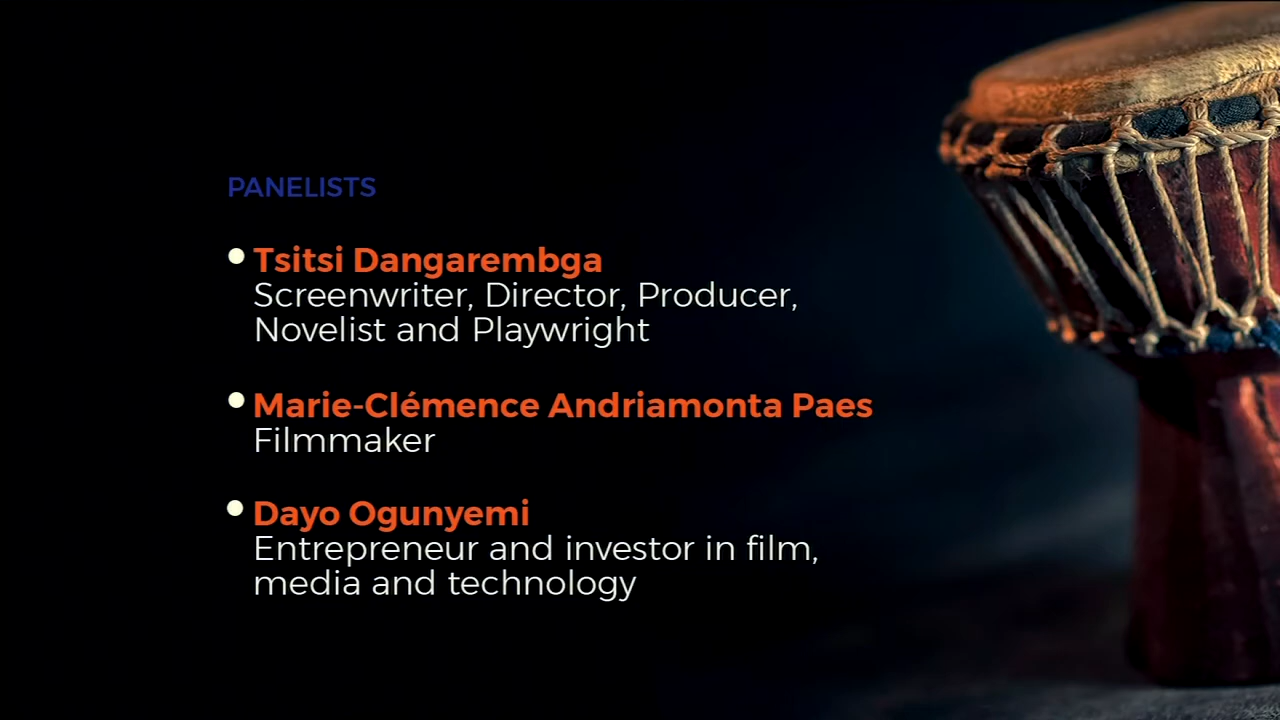 PANELISTS
Tsitsi Dangarembga
Screenwriter, Director, Producer,
Novelist and Playwright
Marie-Clémence Andriamonta Paes
Filmmaker
Dayo Ogunyemi
Entrepreneur and investor in film,
media and technology